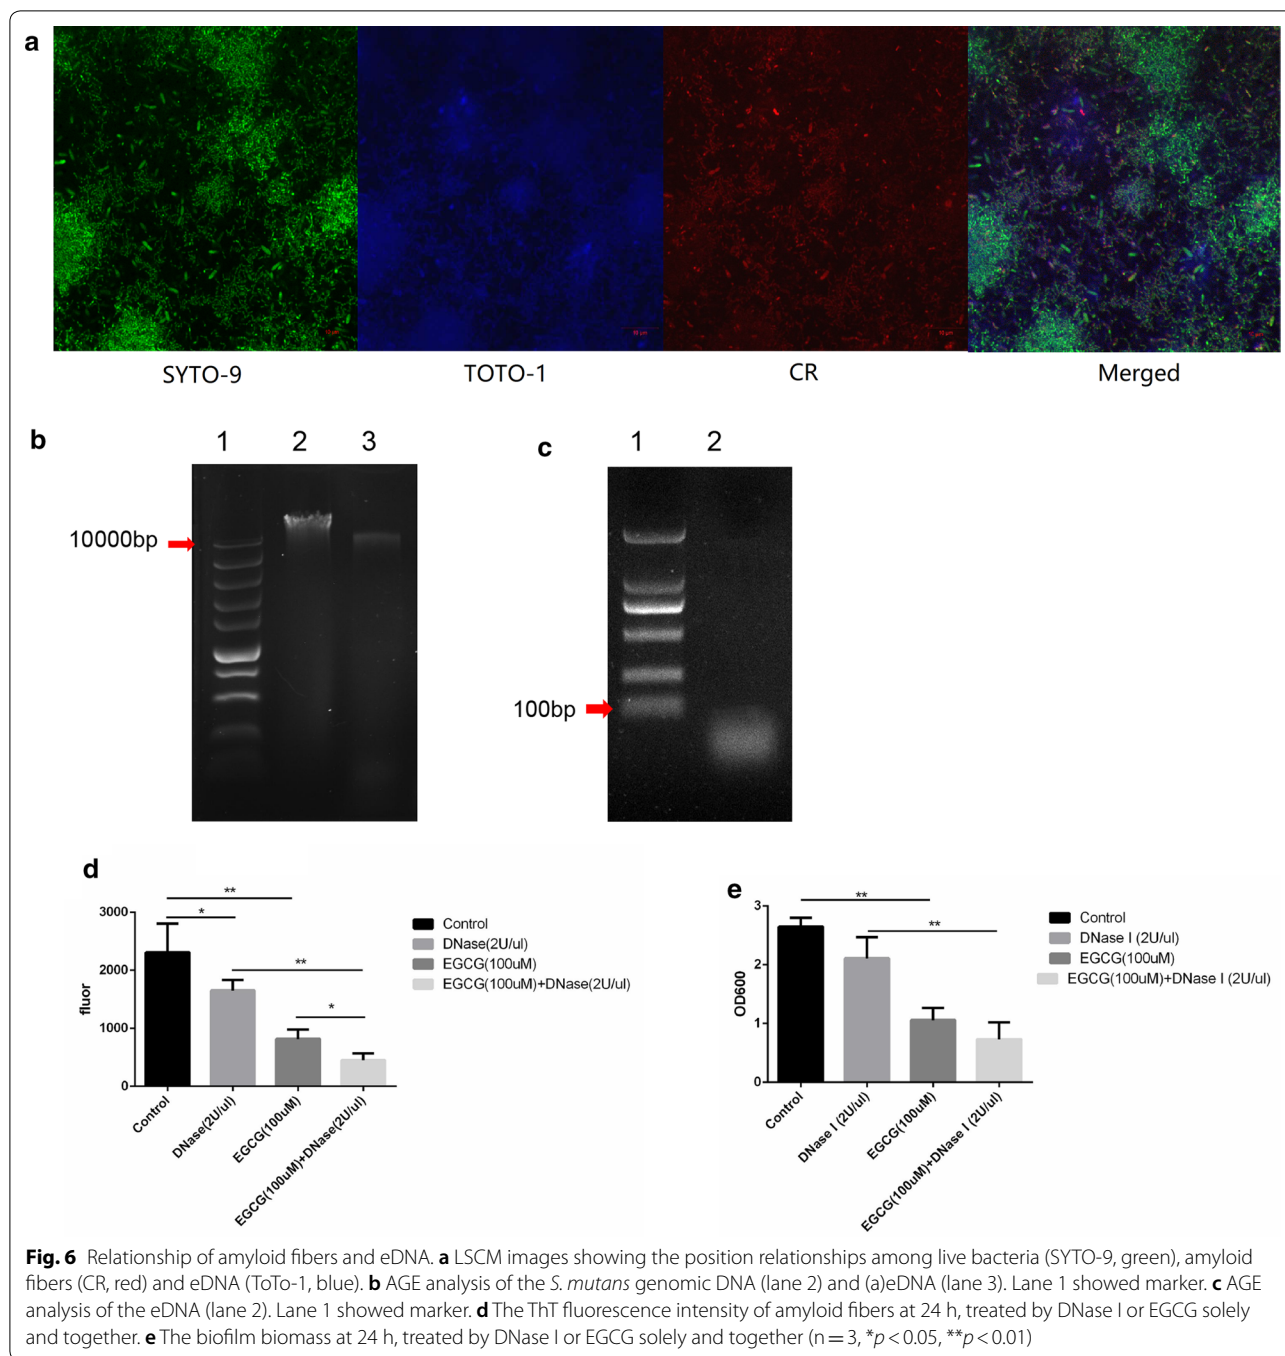 a
SYTO-9 TOTO-1 CR Merged
b 1 2 3
10000bp
c 1 2
100bp
d
**
*
**
*
3000
2000
1000
0
fluor
Control
DNase(2U/ul)
EGCG(100uM)
EGCG(100uM)+DNase(2U/ul)
Control
DNase(2U/ul)
EGCG(100uM)
EGCG(100uM)+DNase(2U/ul)
e
**
**
3
2
1
0
OD600
Control
DNase I (2U/ul)
EGCG(100uM)
EGCG(100uM)+DNase I (2U/ul)
Control
DNase I (2U/ul)
EGCG(100uM)
EGCG(100uM)+DNase I (2U/ul)
Fig. 6 Relationship of amyloid fibers and eDNA. a LSCM images showing the position relationships among live bacteria (SYTO-9, green), amyloid
fibers (CR, red) and eDNA (ToTo-1, blue). b AGE analysis of the S. mutans genomic DNA (lane 2) and (a)eDNA (lane 3). Lane 1 showed marker. c AGE
analysis of the eDNA (lane 2). Lane 1 showed marker. d The ThT fluorescence intensity of amyloid fibers at 24 h, treated by DNase I or EGCG solely
and together. e The biofilm biomass at 24 h, treated by DNase I or EGCG solely and together (n = 3, *p < 0.05, **p < 0.01)